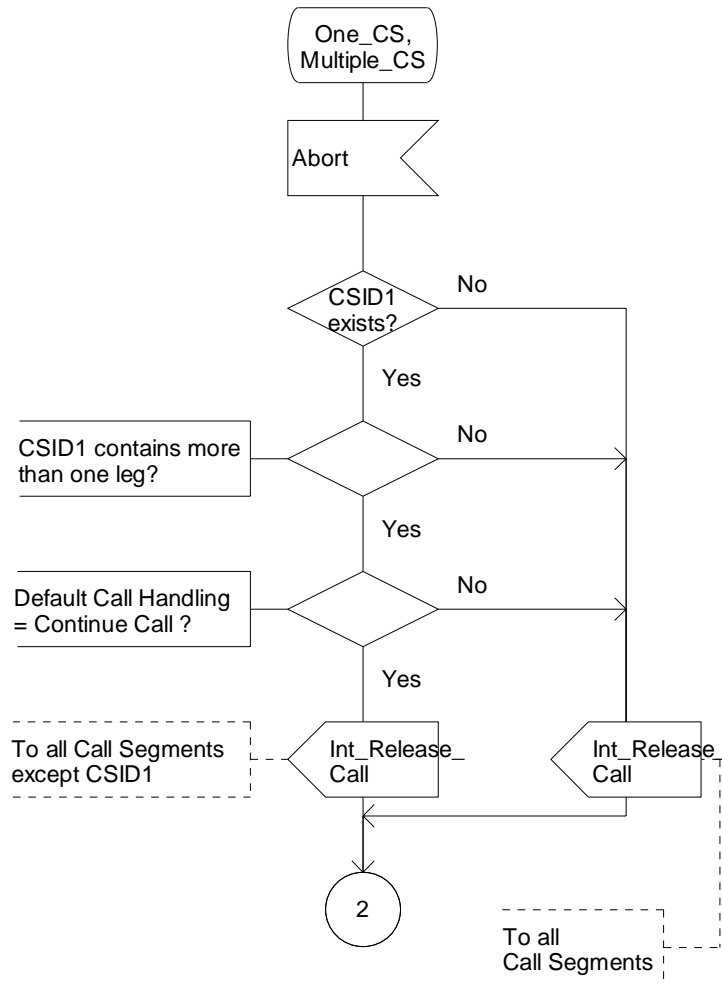 One_CS,
Multiple_CS
Abort
CSID1
exists?
No
Yes
CSID1 contains more
than one leg?
No
Yes
Default Call Handling
= Continue Call ?
No
Yes
To all Call Segments
except CSID1
Int_Release_
Call
Int_Release_
Call
2
To all
Call Segments